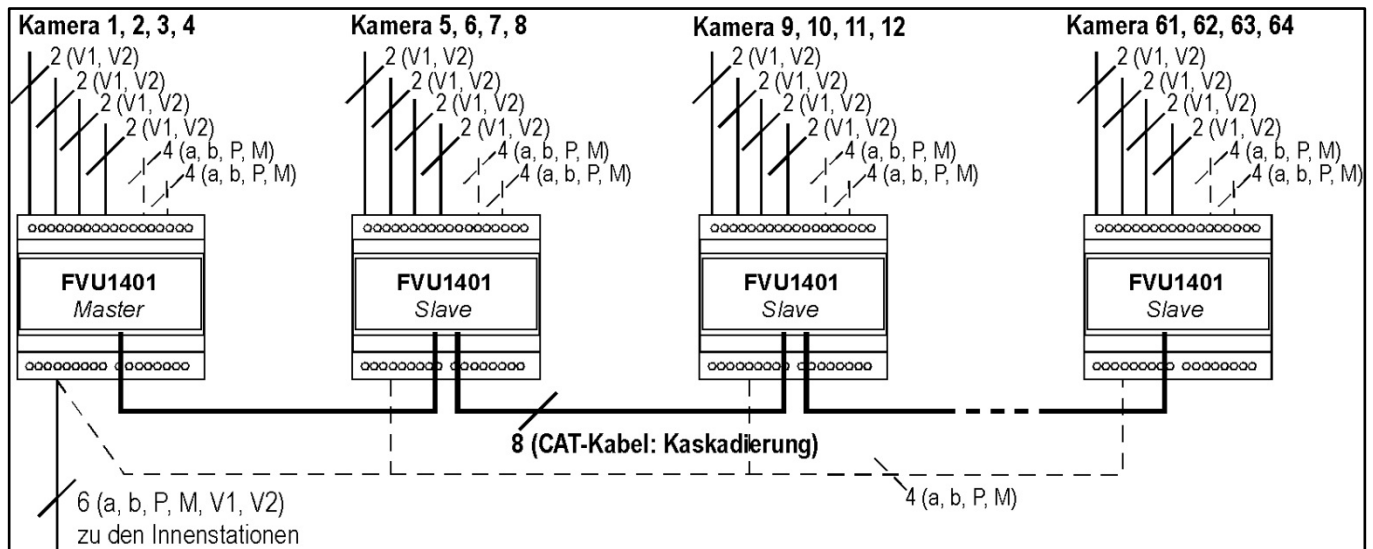 Kamera 1, 2, 3, 4
2 (V1, V2)
2 (V1, V2)
2 (V1, V2)
2 (V1, V2)
4 (a, b, P, M)
4 (a, b, P, M)
FVU1401
Master
Kamera 5, 6, 7, 8
2 (V1, V2)
2 (V1, V2)
2 (V1, V2)
2 (V1, V2)
4 (a, b, P, M)
4 (a, b, P, M)
FVU1401
Slave
Kamera 9, 10, 11, 12
2 (V1, V2)
2 (V1, V2)
2 (V1, V2)
2 (V1, V2)
4 (a, b, P, M)
4 (a, b, P, M)
FVU1401
Slave
Kamera 61, 62, 63, 64
2 (V1, V2)
2 (V1, V2)
2 (V1, V2)
2 (V1, V2)
4 (a, b, P, M)
4 (a, b, P, M)
FVU1401
Slave
8 (CAT-Kabel: Kaskadierung)
4 (a, b, P, M)
6 (a, b, P, M, V1, V2)
zu den Innenstationen